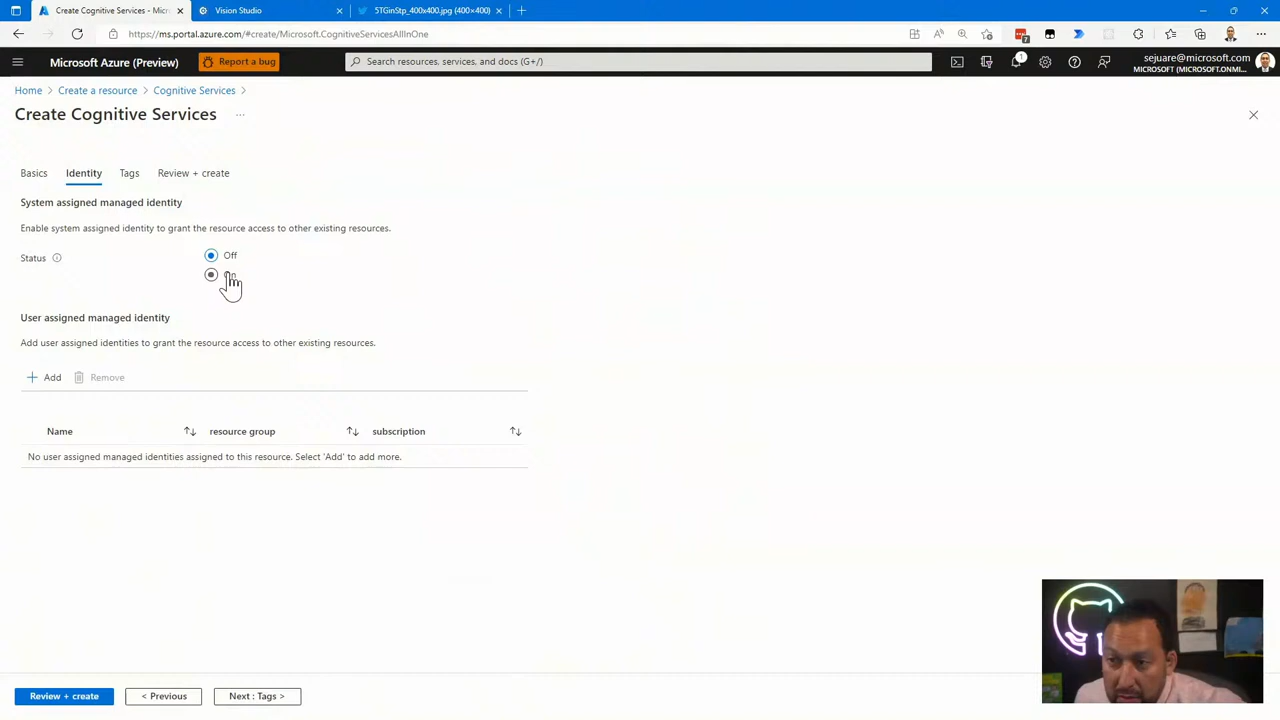 Create Cognitive Services - Micr
Vision Studio
5TGinStp_400x400.jpg (400×400)
https://ms.portal.azure.com/#create/Microsoft.CognitiveServicesAllInOne
7
Microsoft Azure (Preview)
Report a bug
Search resources, services, and docs (G+/)
1
sejuare@microsoft.com
MICROSOFT (MICROSOFT.ONMI...
Home > Create a resource > Cognitive Services >
Create Cognitive Services ...
Basics Identity Tags Review + create
System assigned managed identity
Enable system assigned identity to grant the resource access to other existing resources.
Status
Off
User assigned managed identity
Add user assigned identities to grant the resource access to other existing resources.
+ Add Remove
Name resource group subscription
No user assigned managed identities assigned to this resource. Select 'Add' to add more.
Review + create < Previous Next : Tags >